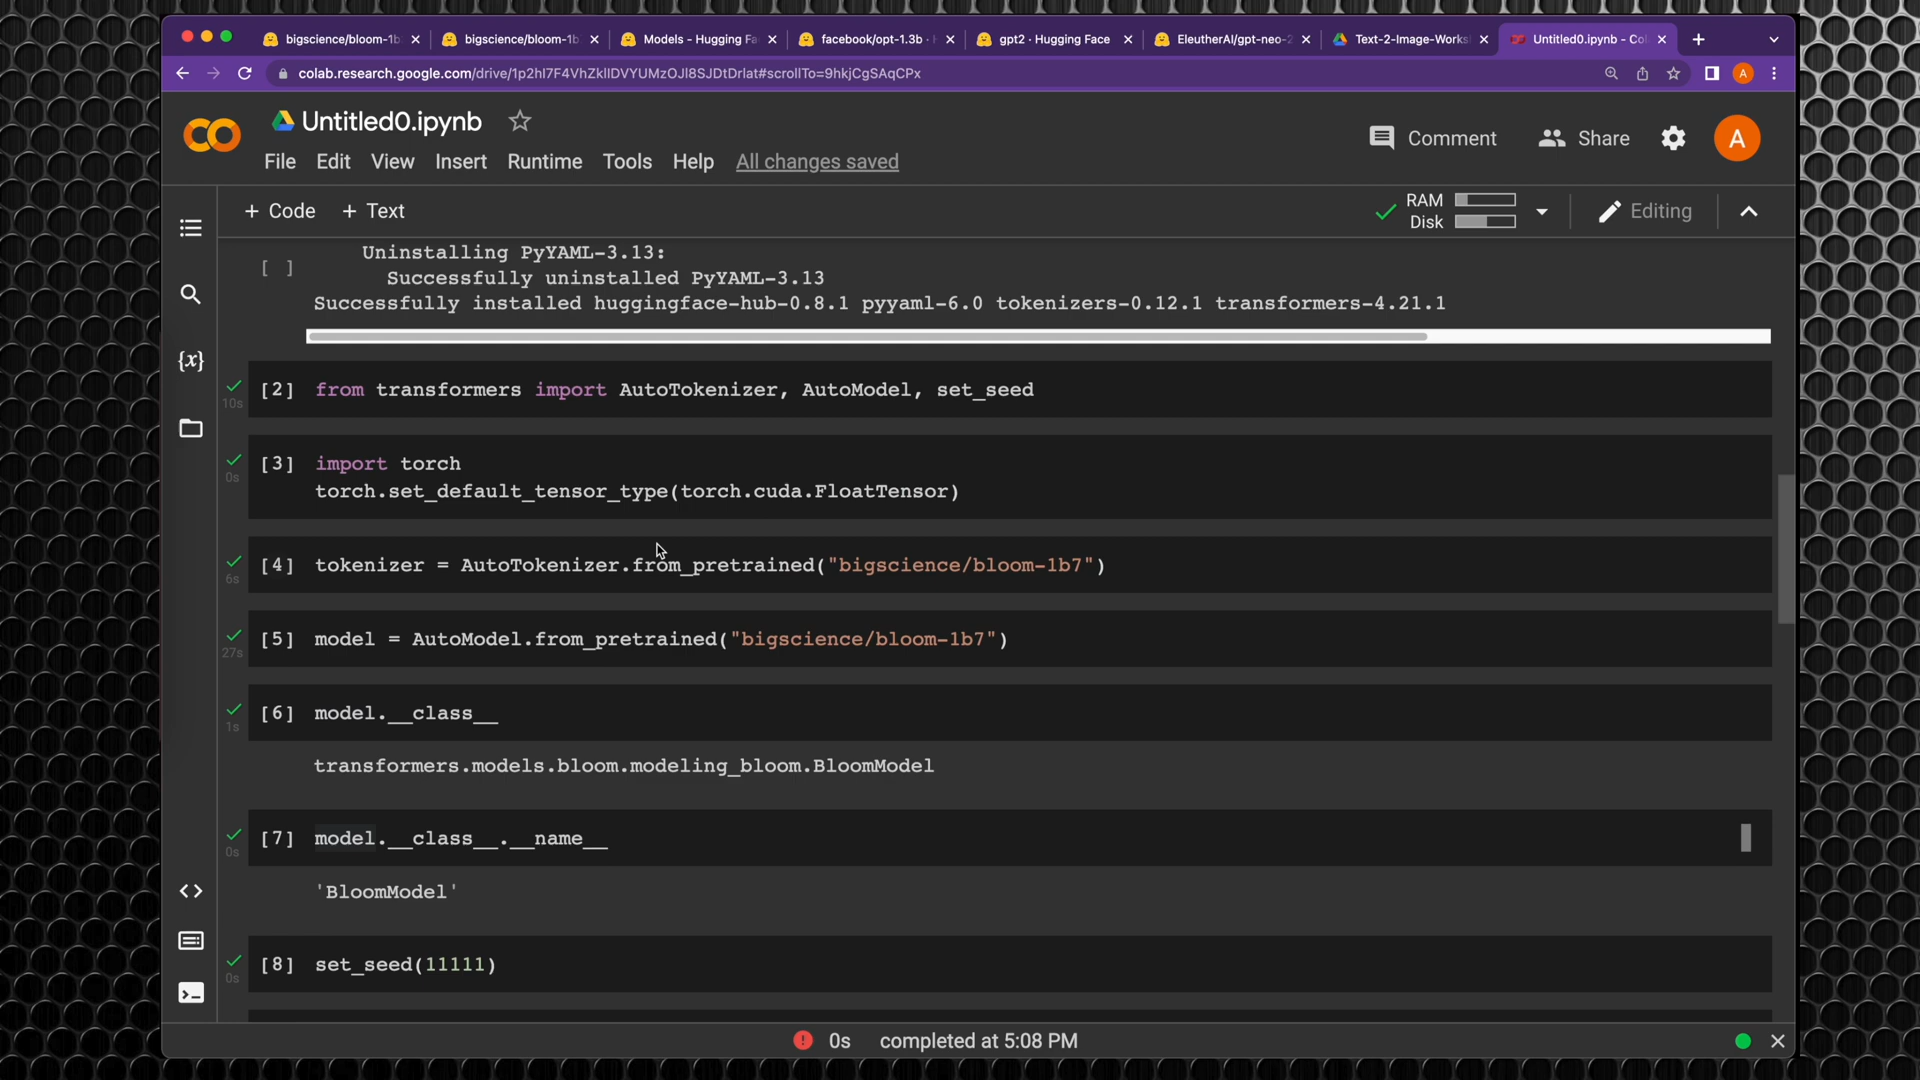 bigscience/bloom-1b
bigscience/bloom-1b
Models - Hugging Fa
facebook/opt-1.3b ·
gpt2 · Hugging Face
EleutherAI/gpt-neo-2
Text-2-Image-Works
Untitled0.ipynb - Co
colab.research.google.com/drive/1p2hI7F4VhZkIIDVYUMzOJl8SJDtDrlat#scrollTo=9hkjCgSAqCPx
A
Untitled0.ipynb
Comment
Share
A
File Edit View Insert Runtime Tools Help All changes saved
+ Code + Text
RAM
Disk
Editing
Uninstalling PyYAML-3.13:
[ ]
Successfully uninstalled PyYAML-3.13
Successfully installed huggingface-hub-0.8.1 pyyaml-6.0 tokenizers-0.12.1 transformers-4.21.1
{x}
[2] from transformers import AutoTokenizer, AutoModel, set_seed
10s
[3] import torch
0s
torch.set_default_tensor_type(torch.cuda.FloatTensor)
[4] tokenizer = AutoTokenizer.from_pretrained("bigscience/bloom-1b7")
6s
[5] model = AutoModel.from_pretrained("bigscience/bloom-1b7")
27s
[6] model.__class__
1s
transformers.models.bloom.modeling_bloom.BloomModel
[7] model.__class__.__name__
0s
'BloomModel'
[8] set_seed(11111)
0s
0s completed at 5:08 PM